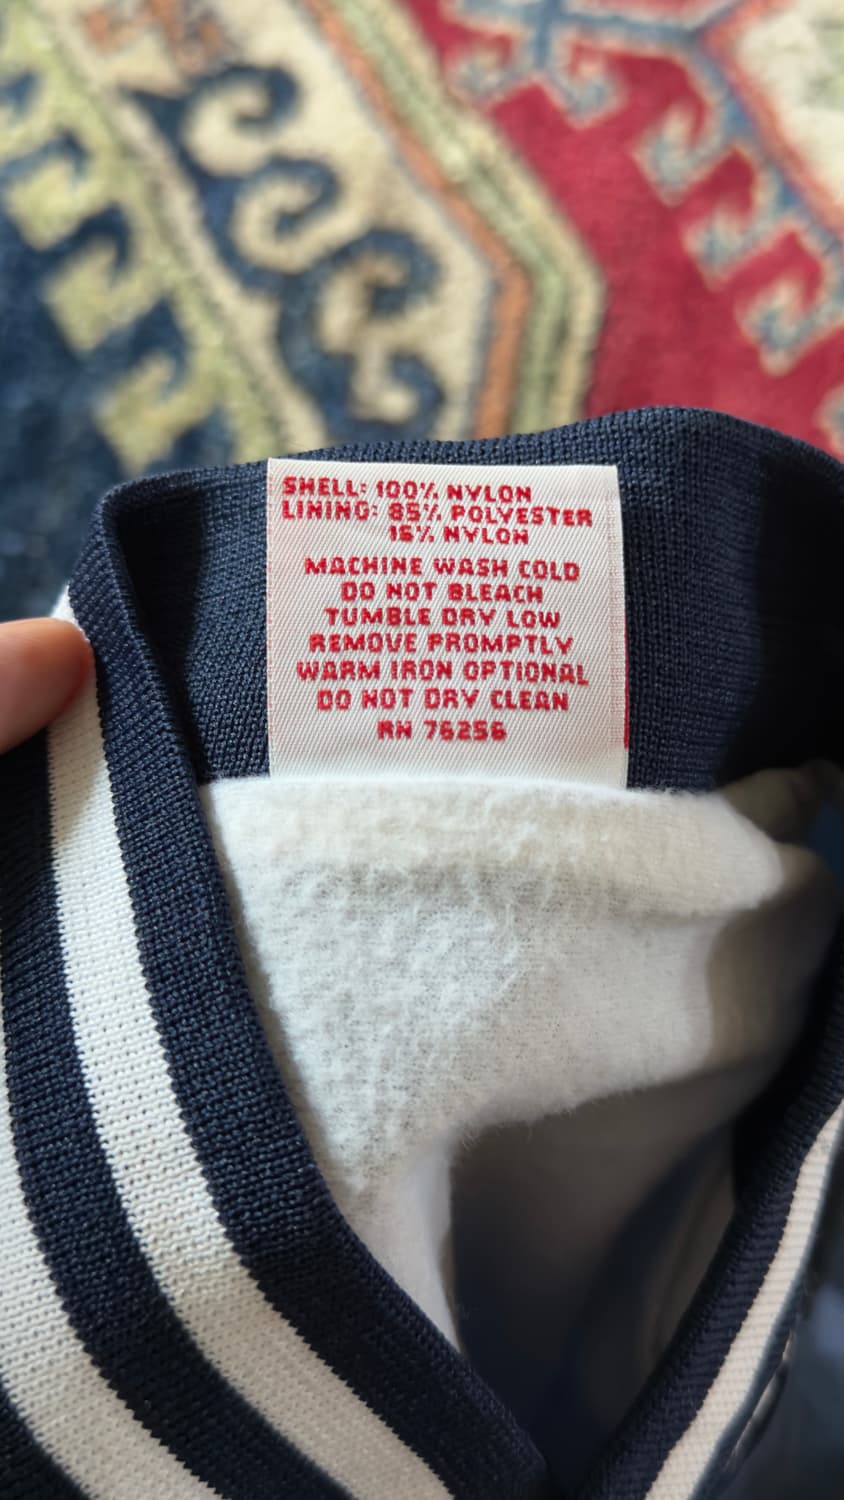 SHELL: 100% NYLON
LINING: 85% POLYESTER
15% NYLON
MACHINE WASH COLD
DO NOT BLEACH
TUMBLE DRY LOW
REMOVE PROMPTLY
WARM IRON OPTIONAL
DO NOT DRY CLEAN
RN 76256